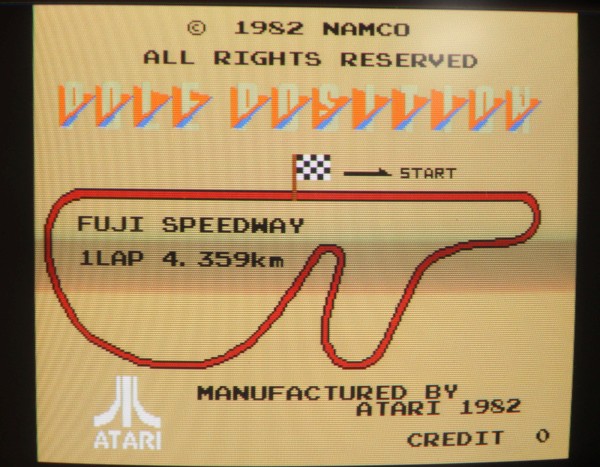 © 1982 NAMCO
ALL RIGHTS RESERVED
POLE POSITION
START
FUJI SPEEDWAY
1LAP 4.359km
MANUFACTURED BY
ATARI 1982
ATARI
CREDIT 0